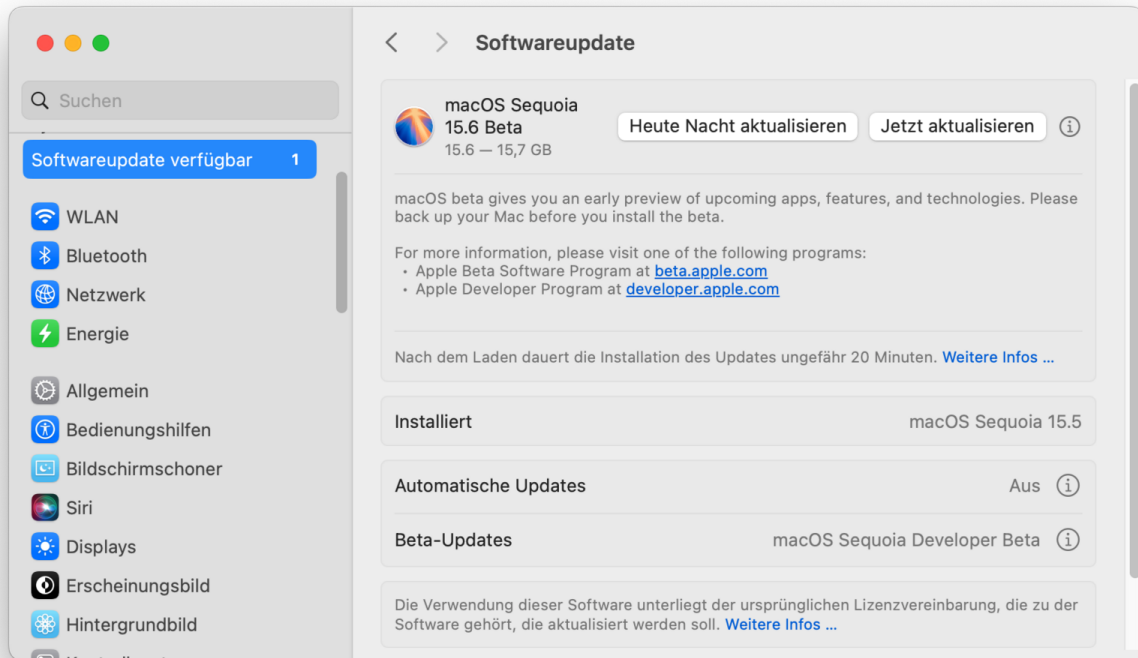 Suchen
Softwareupdate verfügbar 1
WLAN
Bluetooth
Netzwerk
Energie
Allgemein
Bedienungshilfen
Bildschirmschoner
Siri
Displays
Erscheinungsbild
Hintergrundbild
Softwareupdate
macOS Sequoia
15.6 Beta
15.6 — 15,7 GB
Heute Nacht aktualisieren
Jetzt aktualisieren
macOS beta gives you an early preview of upcoming apps, features, and technologies. Please
back up your Mac before you install the beta.
For more information, please visit one of the following programs:
• Apple Beta Software Program at beta.apple.com
• Apple Developer Program at developer.apple.com
Nach dem Laden dauert die Installation des Updates ungefähr 20 Minuten. Weitere Infos ...
Installiert macOS Sequoia 15.5
Automatische Updates Aus
Beta-Updates macOS Sequoia Developer Beta
Die Verwendung dieser Software unterliegt der ursprünglichen Lizenzvereinbarung, die zu der
Software gehört, die aktualisiert werden soll. Weitere Infos ...